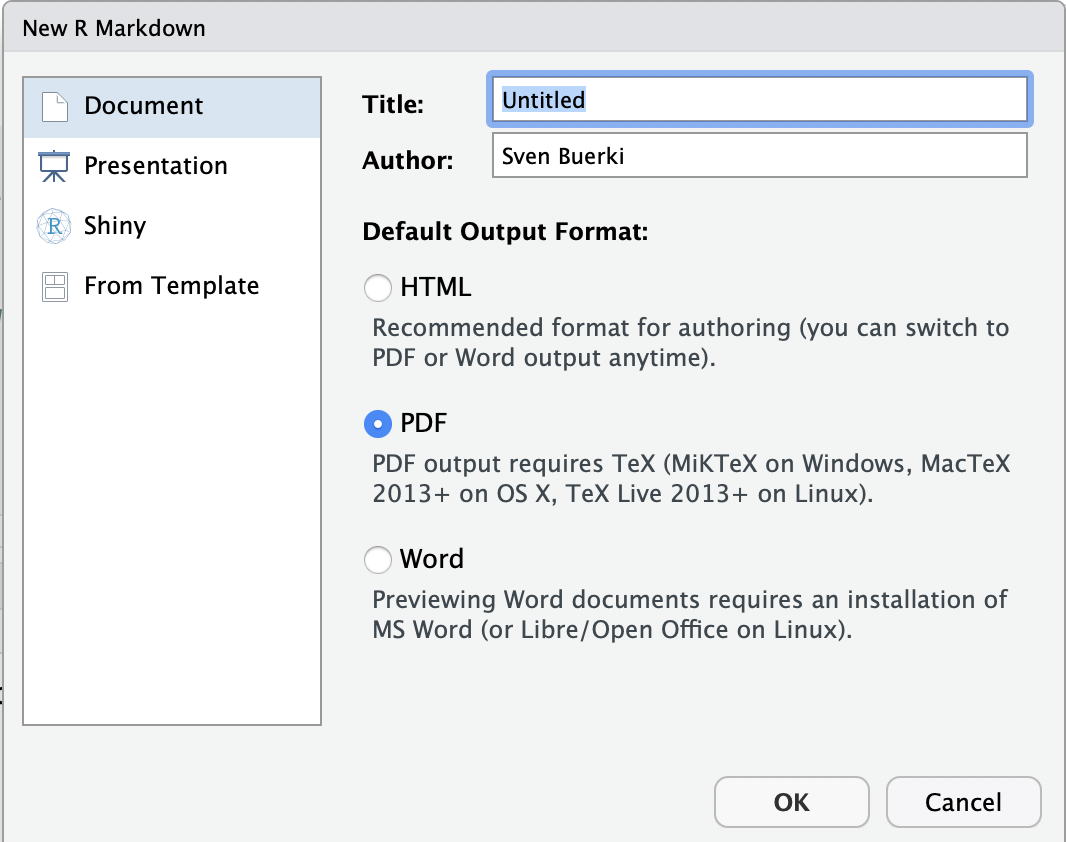 New R Markdown
Document
Presentation
R Shiny
From Template
Title: Untitled
Author: Sven Buerki
Default Output Format:
HTML
Recommended format for authoring (you can switch to
PDF or Word output anytime).
PDF
PDF output requires TeX (MiKTeX on Windows, MacTeX
2013+ on OS X, TeX Live 2013+ on Linux).
Word
Previewing Word documents requires an installation of
MS Word (or Libre/Open Office on Linux).
OK Cancel